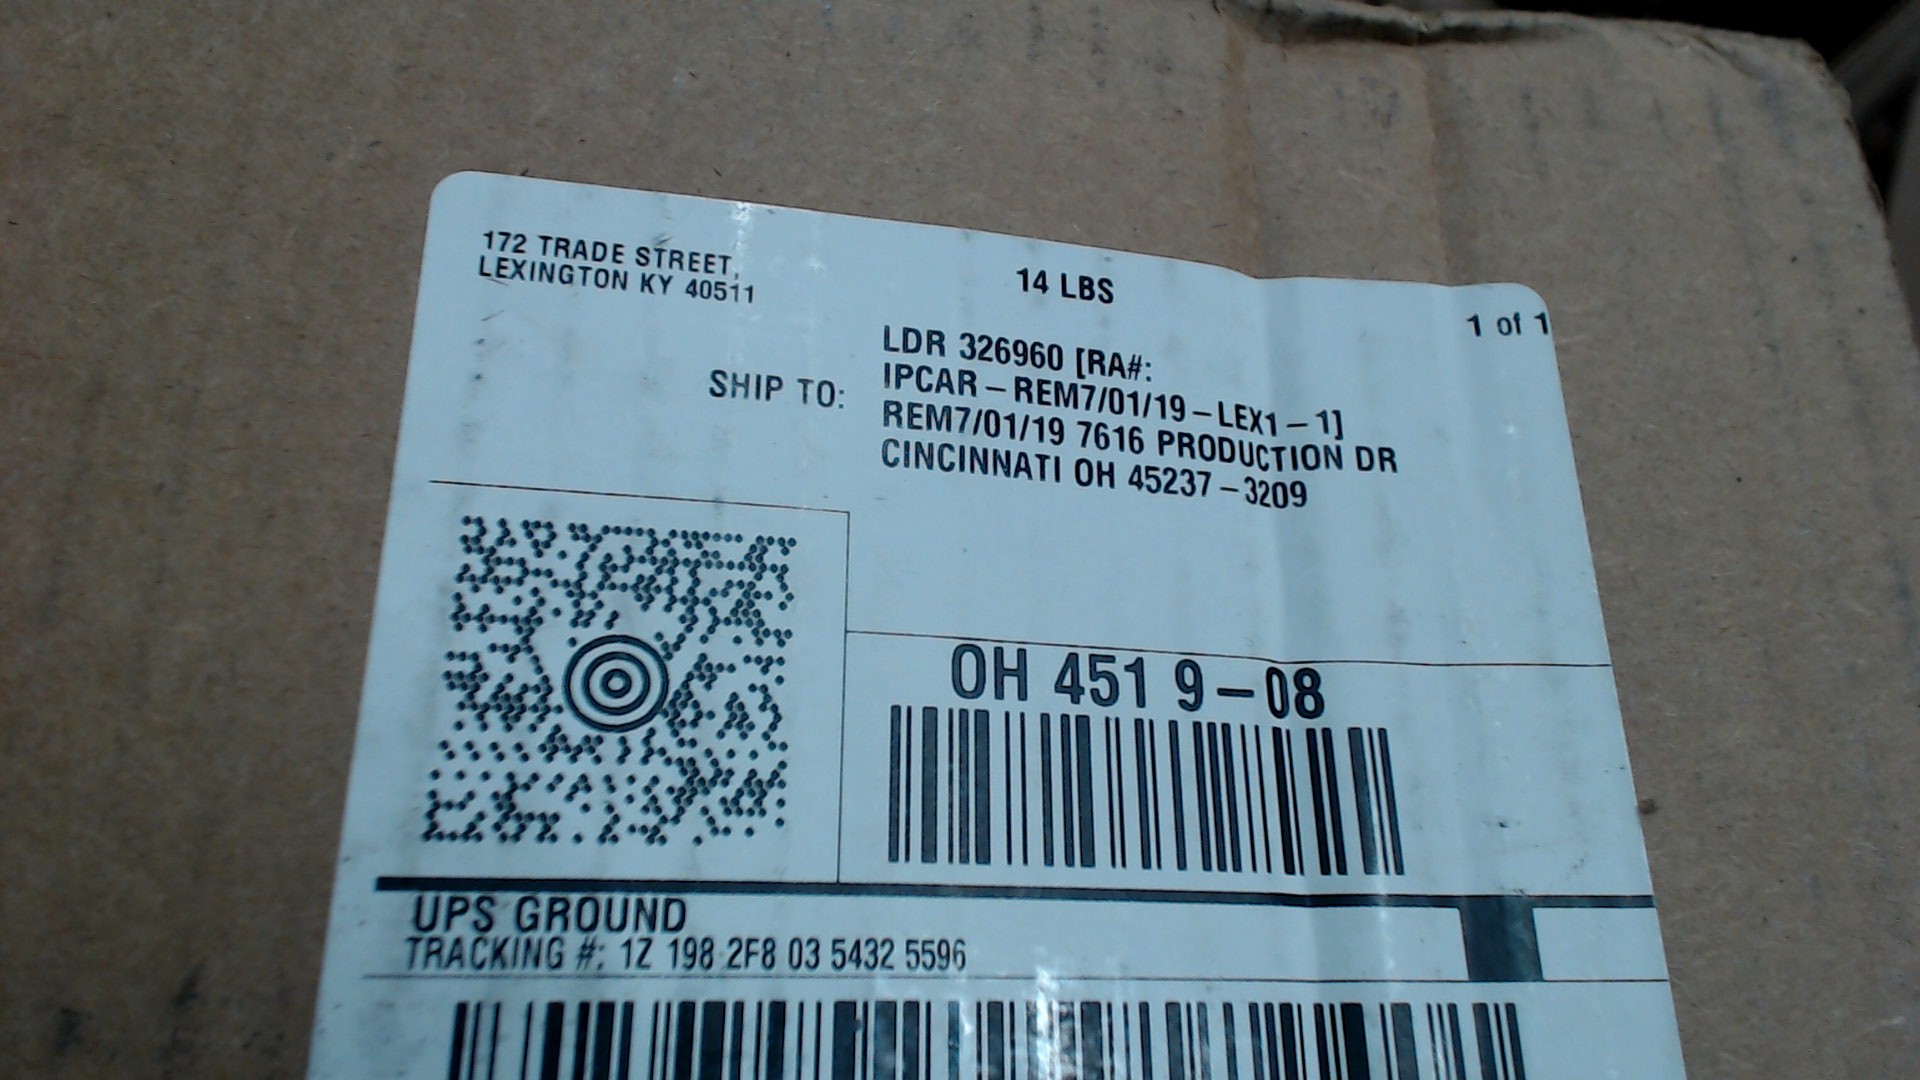 172 TRADE STREET,
LEXINGTON KY 40511
14 LBS
1 of 1
SHIP TO:
LDR 326960 [RA#:
IPCAR – REM7/01/19 – LEX1 – 1]
REM7/01/19 7616 PRODUCTION DR
CINCINNATI OH 45237 – 3209
OH 451 9 – 08
UPS GROUND
TRACKING #: 1Z 198 2F8 03 5432 5596